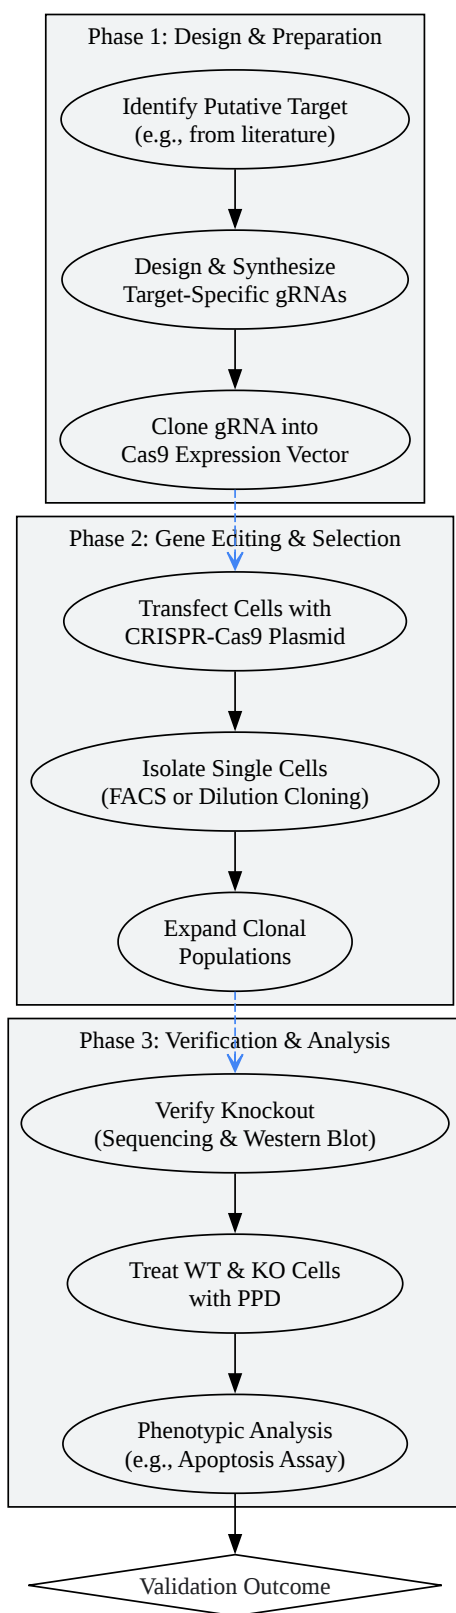 Phase 1: Design & Preparation
Identify Putative Target
(e.g., from literature)
Design & Synthesize
Target-Specific gRNAs
Clone gRNA into
Cas9 Expression Vector
Phase 2: Gene Editing & Selection
Transfect Cells with
CRISPR-Cas9 Plasmid
Isolate Single Cells
(FACS or Dilution Cloning)
Expand Clonal
Populations
Phase 3: Verification & Analysis
Verify Knockout
(Sequencing & Western Blot)
Treat WT & KO Cells
with PPD
Phenotypic Analysis
(e.g., Apoptosis Assay)
Validation Outcome